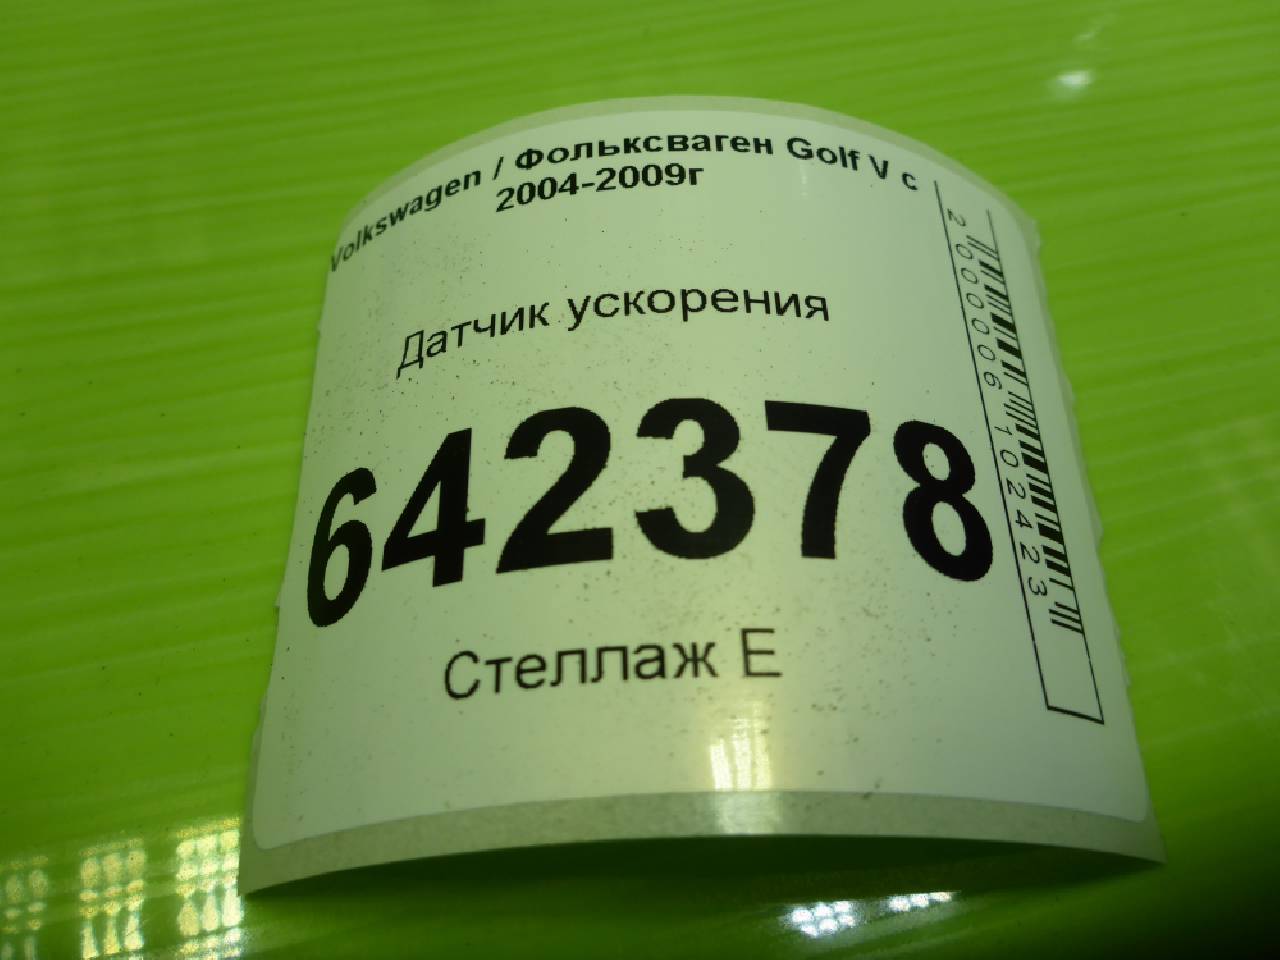 Volkswagen / Фольксваген Golf V с
2004-2009г
Датчик ускорения
642378
Стеллаж Е
2000006102423